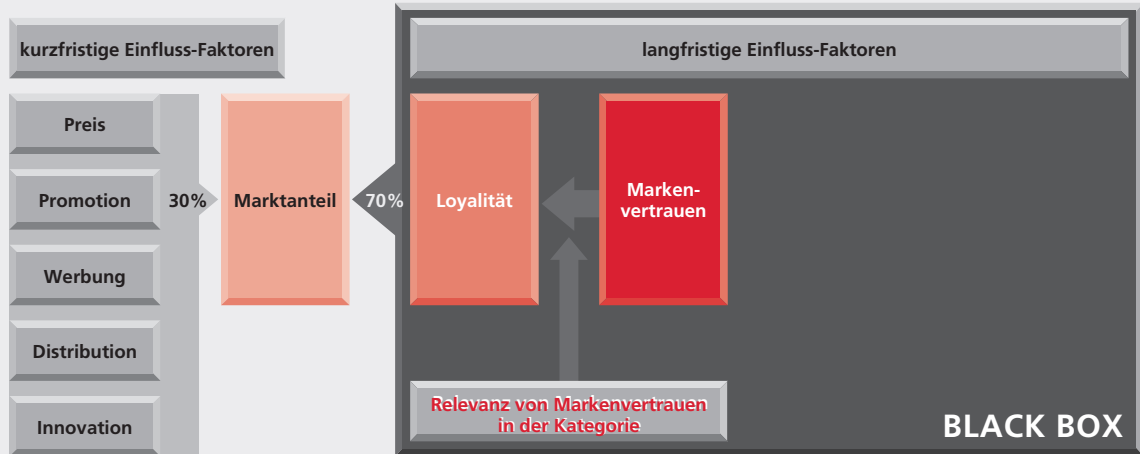 kurzfristige Einfluss-Faktoren
langfristige Einfluss-Faktoren
Preis
Promotion
Werbung
Distribution
Innovation
30%
Marktanteil
70%
Loyalität
Marken-
vertrauen
Relevanz von Markenvertrauen
in der Kategorie
BLACK BOX